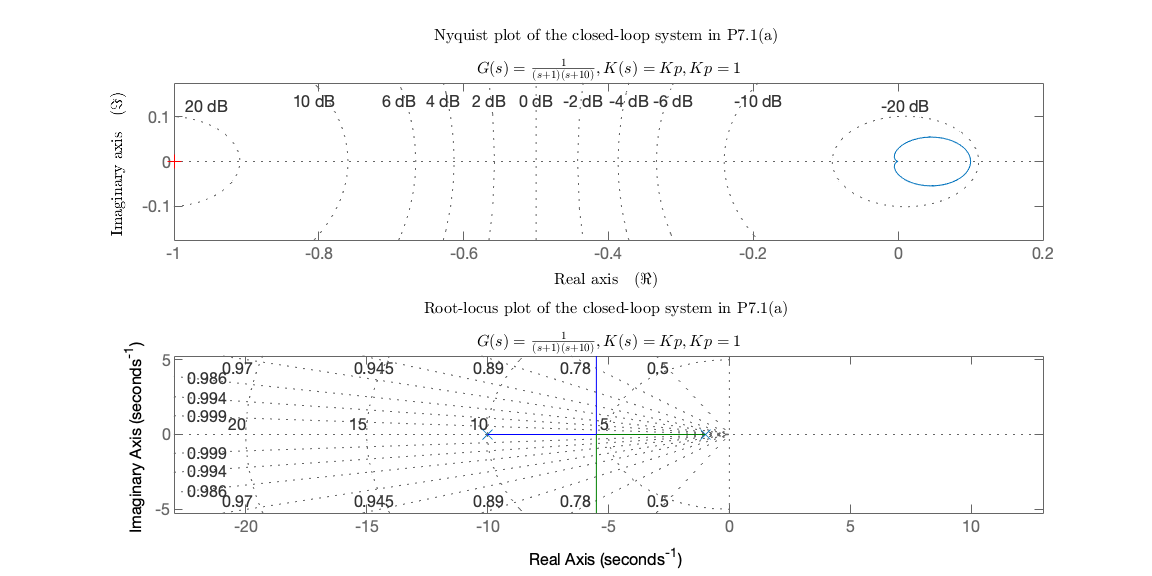 Nyquist plot of the closed-loop system in P7.1(a)
G(s) = 1/((s+1)(s+10)), K(s) = Kp, Kp = 1
20 dB 10 dB 6 dB 4 dB 2 dB 0 dB -2 dB -4 dB -6 dB -10 dB -20 dB
0.1
0
-0.1
Imaginary axis (ℑ)
-1 -0.8 -0.6 -0.4 -0.2 0 0.2
Real axis (ℜ)
Root-locus plot of the closed-loop system in P7.1(a)
G(s) = 1/((s+1)(s+10)), K(s) = Kp, Kp = 1
5
0.97 0.945 0.89 0.78 0.5
0.986
0.994
0.999
20 15 10 5
0
0.999
0.994
0.986
0.97 0.945 0.89 0.78 0.5
-5
Imaginary Axis (seconds⁻¹)
-20 -15 -10 -5 0 5 10
Real Axis (seconds⁻¹)